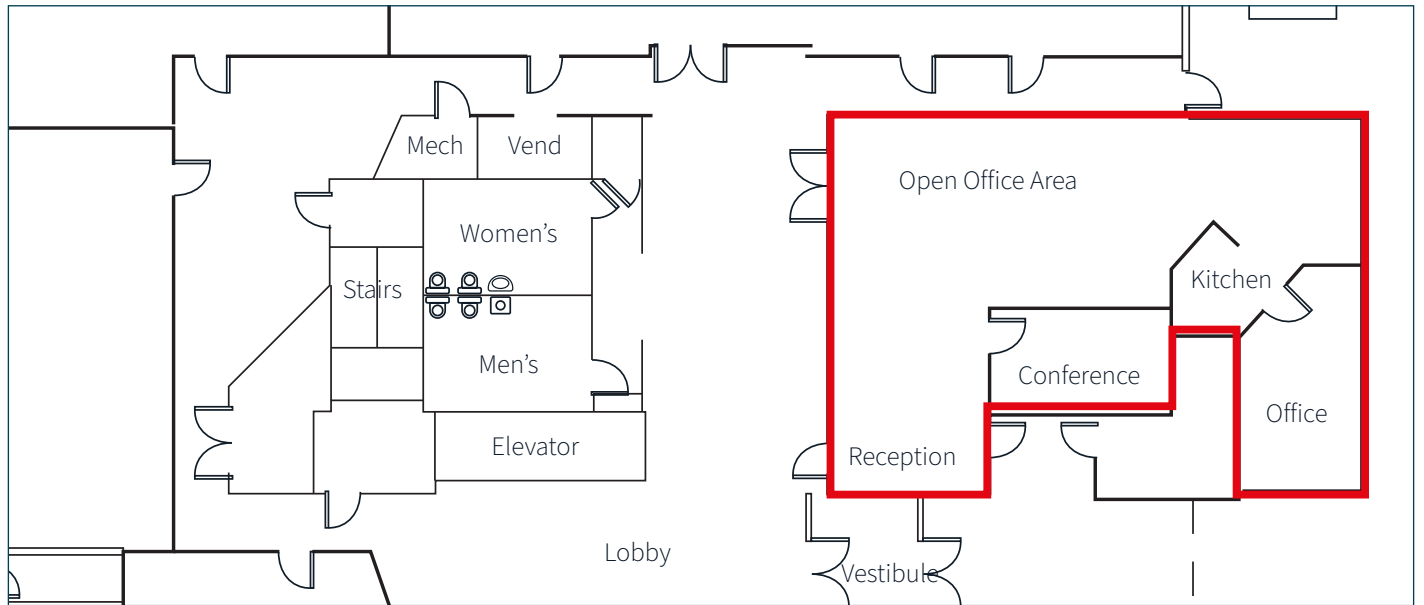 Mech
Vend
Open Office Area
Women’s
Kitchen
Stairs
Men’s
Conference
Office
Elevator
Reception
Lobby
Vestibule